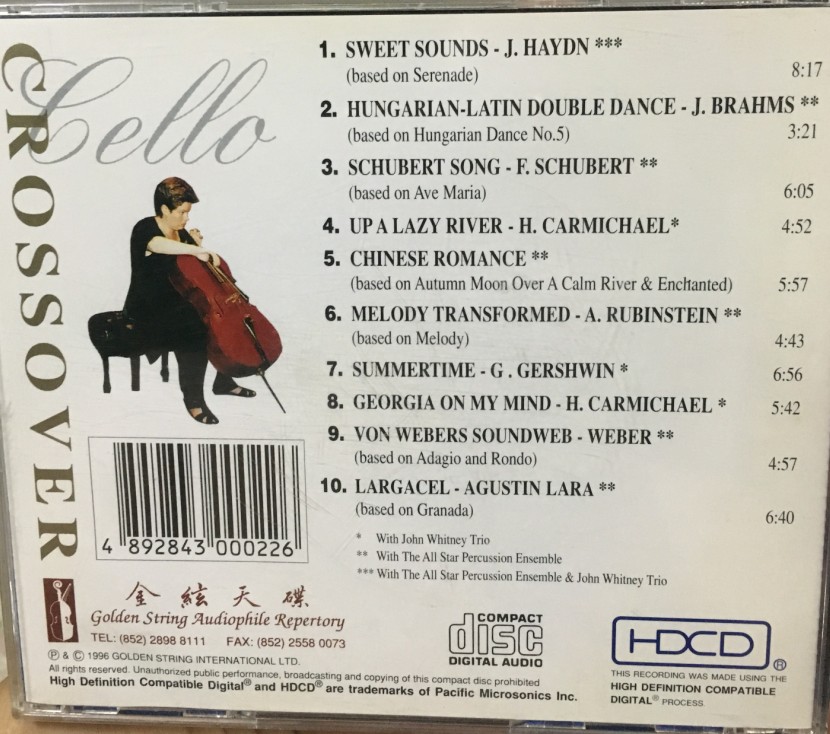 Cello
CROSSOVER
1. SWEET SOUNDS - J. HAYDN ***
(based on Serenade) 8:17
2. HUNGARIAN-LATIN DOUBLE DANCE - J. BRAHMS **
(based on Hungarian Dance No.5) 3:21
3. SCHUBERT SONG - F. SCHUBERT **
(based on Ave Maria) 6:05
4. UP A LAZY RIVER - H. CARMICHAEL* 4:52
5. CHINESE ROMANCE **
(based on Autumn Moon Over A Calm River & Enchanted) 5:57
6. MELODY TRANSFORMED - A. RUBINSTEIN **
(based on Melody) 4:43
7. SUMMERTIME - G . GERSHWIN * 6:56
8. GEORGIA ON MY MIND - H. CARMICHAEL * 5:42
9. VON WEBERS SOUNDWEB - WEBER **
(based on Adagio and Rondo) 4:57
10. LARGACEL - AGUSTIN LARA **
(based on Granada) 6:40
* With John Whitney Trio
** With The All Star Percussion Ensemble
*** With The All Star Percussion Ensemble & John Whitney Trio
4 892843 000226
金絃天碟
Golden String Audiophile Repertory
TEL: (852) 2898 8111 FAX: (852) 2558 0073
Ⓟ & © 1996 GOLDEN STRING INTERNATIONAL LTD.
All rights reserved. Unauthorized public performance, broadcasting and copying of this compact disc prohibited
High Definition Compatible Digital® and HDCD® are trademarks of Pacific Microsonics Inc.
COMPACT
disc
DIGITAL AUDIO
HDCD®
THIS RECORDING WAS MADE USING THE
HIGH DEFINITION COMPATIBLE
DIGITAL® PROCESS